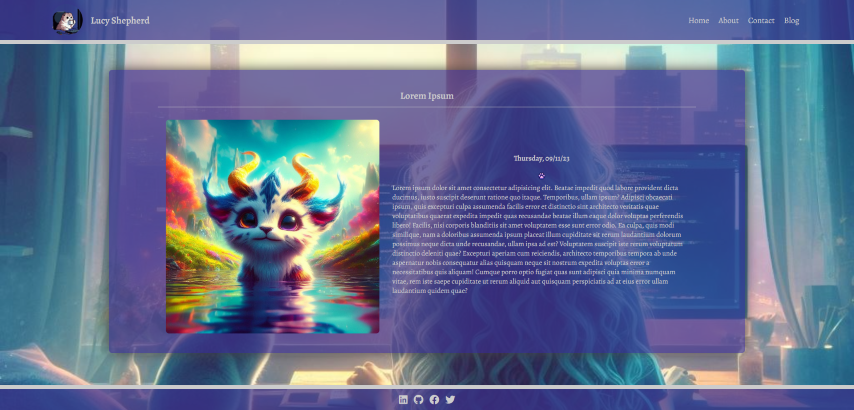 Lucy Shepherd
Home About Contact Blog
Lorem Ipsum
Thursday, 09/11/23
Lorem ipsum dolor sit amet consectetur adipisicing elit. Beatae impedit quod labore provident dicta
ducimus, iusto suscipit deserunt ratione quo itaque. Temporibus, ullam ipsum? Adipisci obcaecati
ipsum, quis excepturi culpa assumenda facilis error et distinctio sint architecto veritatis quae
voluptatibus quaerat expedita impedit quas recusandae beatae illum eaque dolor voluptas perferendis
libero! Facilis, nisi corporis blanditiis sit amet voluptatem esse sunt error odio. Ea culpa, quis modi
similique, nam a doloribus assumenda ipsum placeat illum cupiditate sit rerum laudantium dolorum
possimus neque dicta unde recusandae, ullam ipsa ad est? Voluptatem suscipit iste rerum voluptatum
distinctio deleniti quae? Excepturi aperiam cum reiciendis, architecto temporibus tempora ab unde
aspernatur nobis consequatur alias quisquam neque sit nostrum expedita voluptas error a
necessitatibus quis aliquam! Cumque porro optio fugiat quas sunt adipisci quia minima numquam
vitae, rem iste saepe cupiditate ut rerum aliquid aut quisquam perspiciatis ad at eius error ullam
laudantium quidem quae?